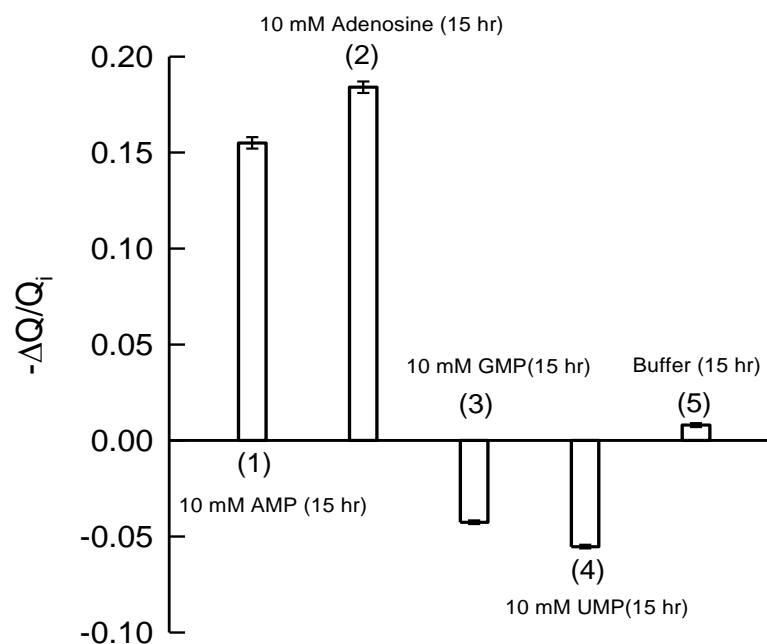 10 mM Adenosine (15 hr)
(2)
0.20
0.15
0.10
0.05
0.00
-0.05
-0.10
-ΔQ/Qi
10 mM GMP(15 hr)
(3)
Buffer (15 hr)
(5)
(1)
10 mM AMP (15 hr)
(4)
10 mM UMP(15 hr)